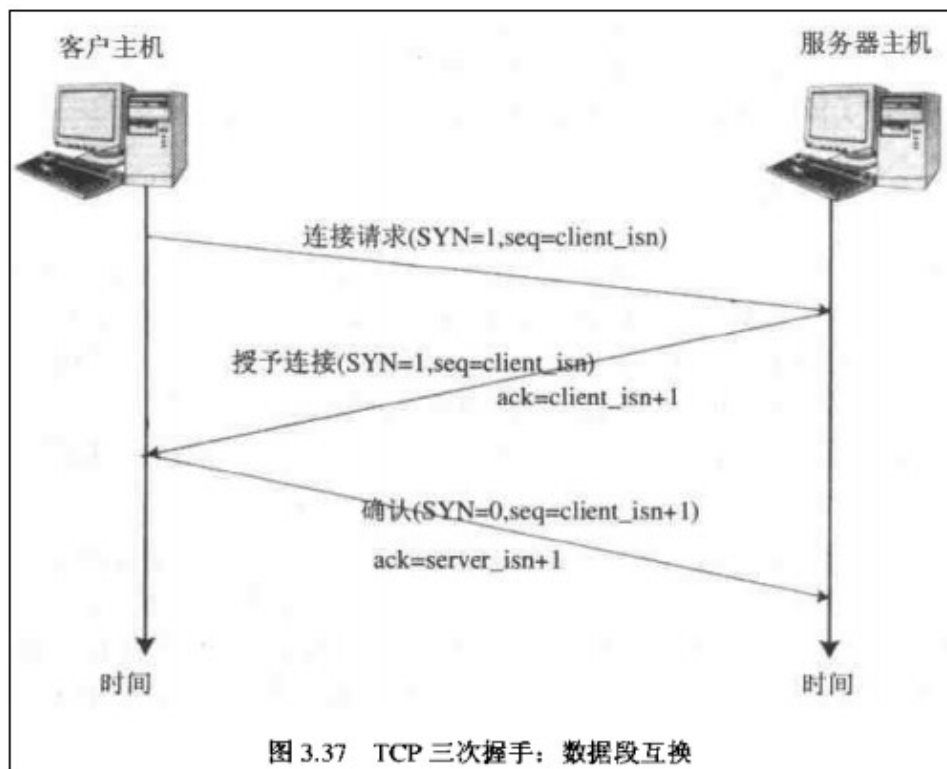 客户主机
服务器主机
连接请求(SYN=1,seq=client_isn)
授予连接(SYN=1,seq=client_isn)
ack=client_isn+1
确认(SYN=0,seq=client_isn+1)
ack=server_isn+1
时间
时间
图 3.37 TCP 三次握手：数据段互换